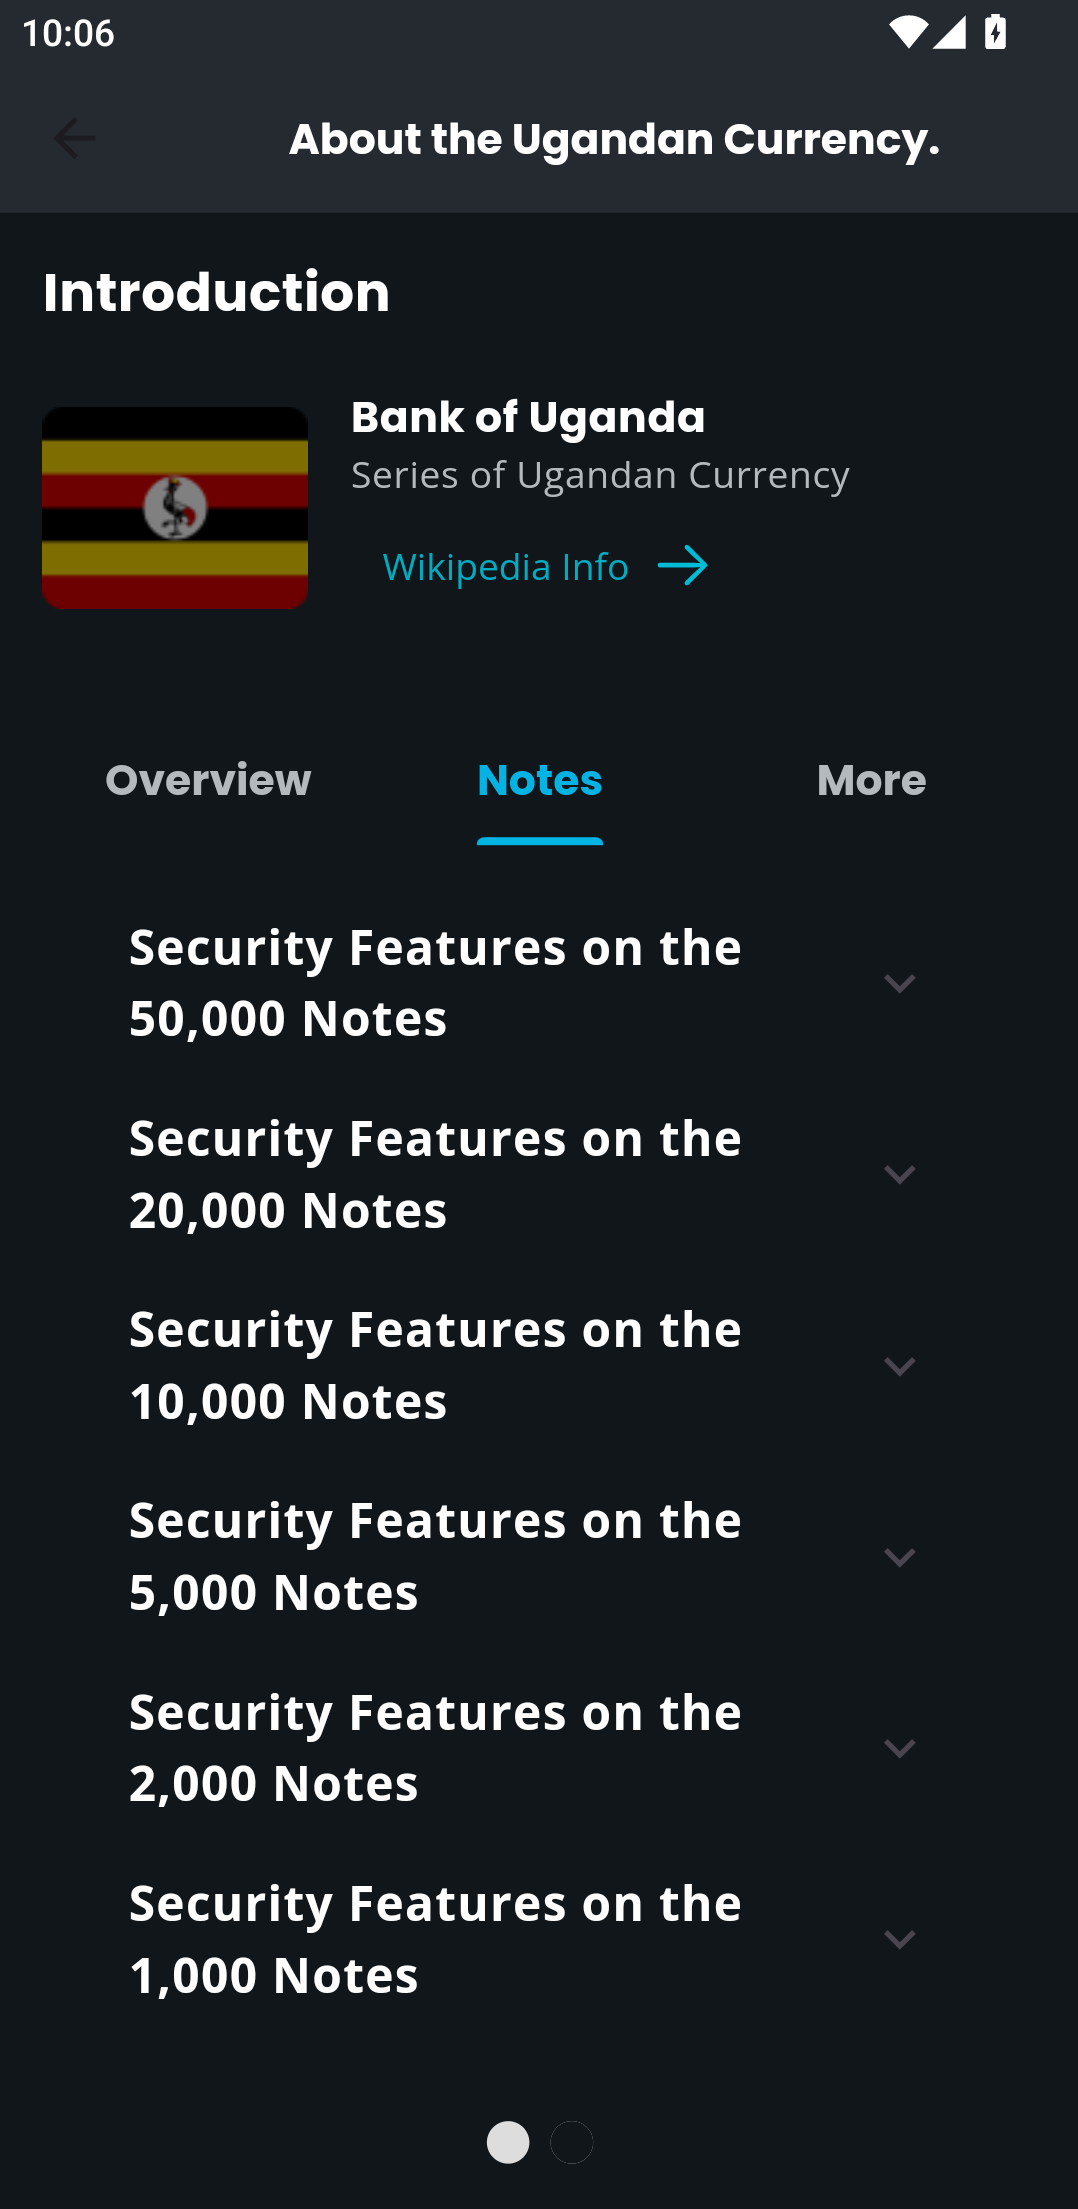 10:06
About the Ugandan Currency.
Introduction
Bank of Uganda
Series of Ugandan Currency
Wikipedia Info
Overview
Notes
More
Security Features on the
50,000 Notes
Security Features on the
20,000 Notes
Security Features on the
10,000 Notes
Security Features on the
5,000 Notes
Security Features on the
2,000 Notes
Security Features on the
1,000 Notes